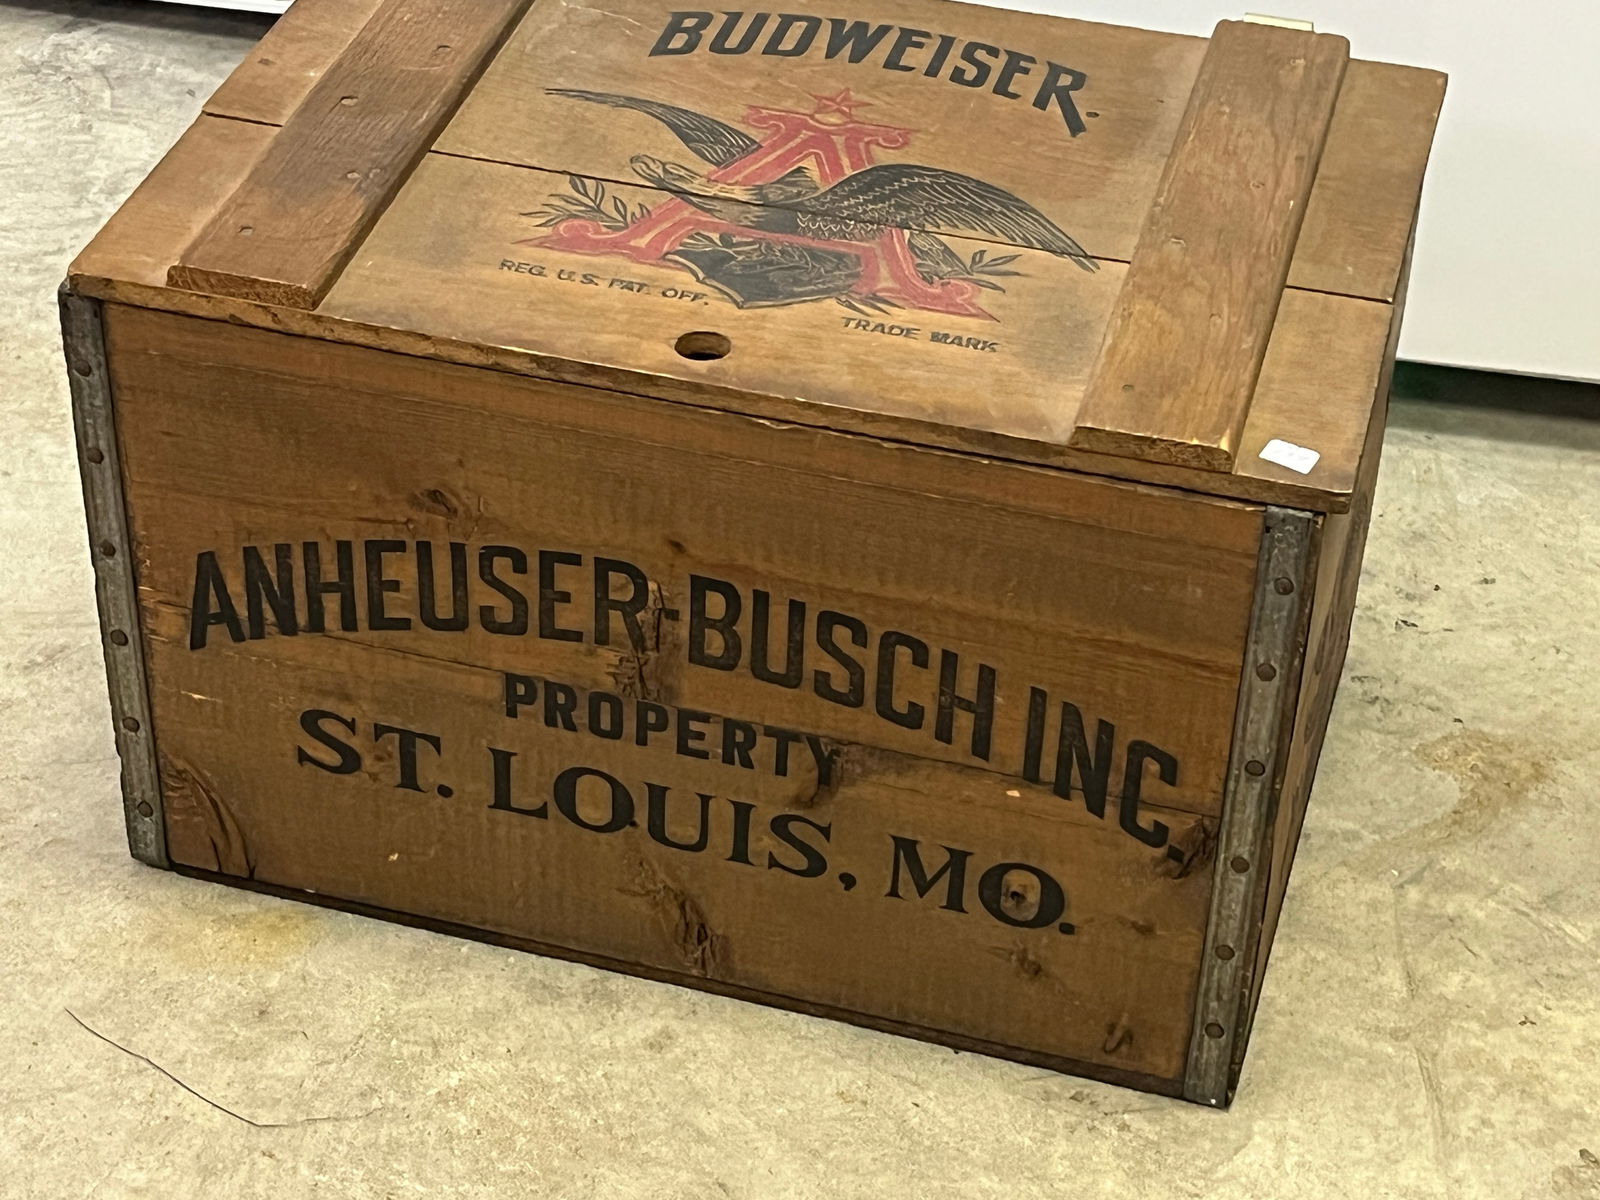 BUDWEISER.
A
REG. U.S. PAT. OFF.
TRADE MARK
ANHEUSER-BUSCH INC.
PROPERTY
ST. LOUIS, MO.